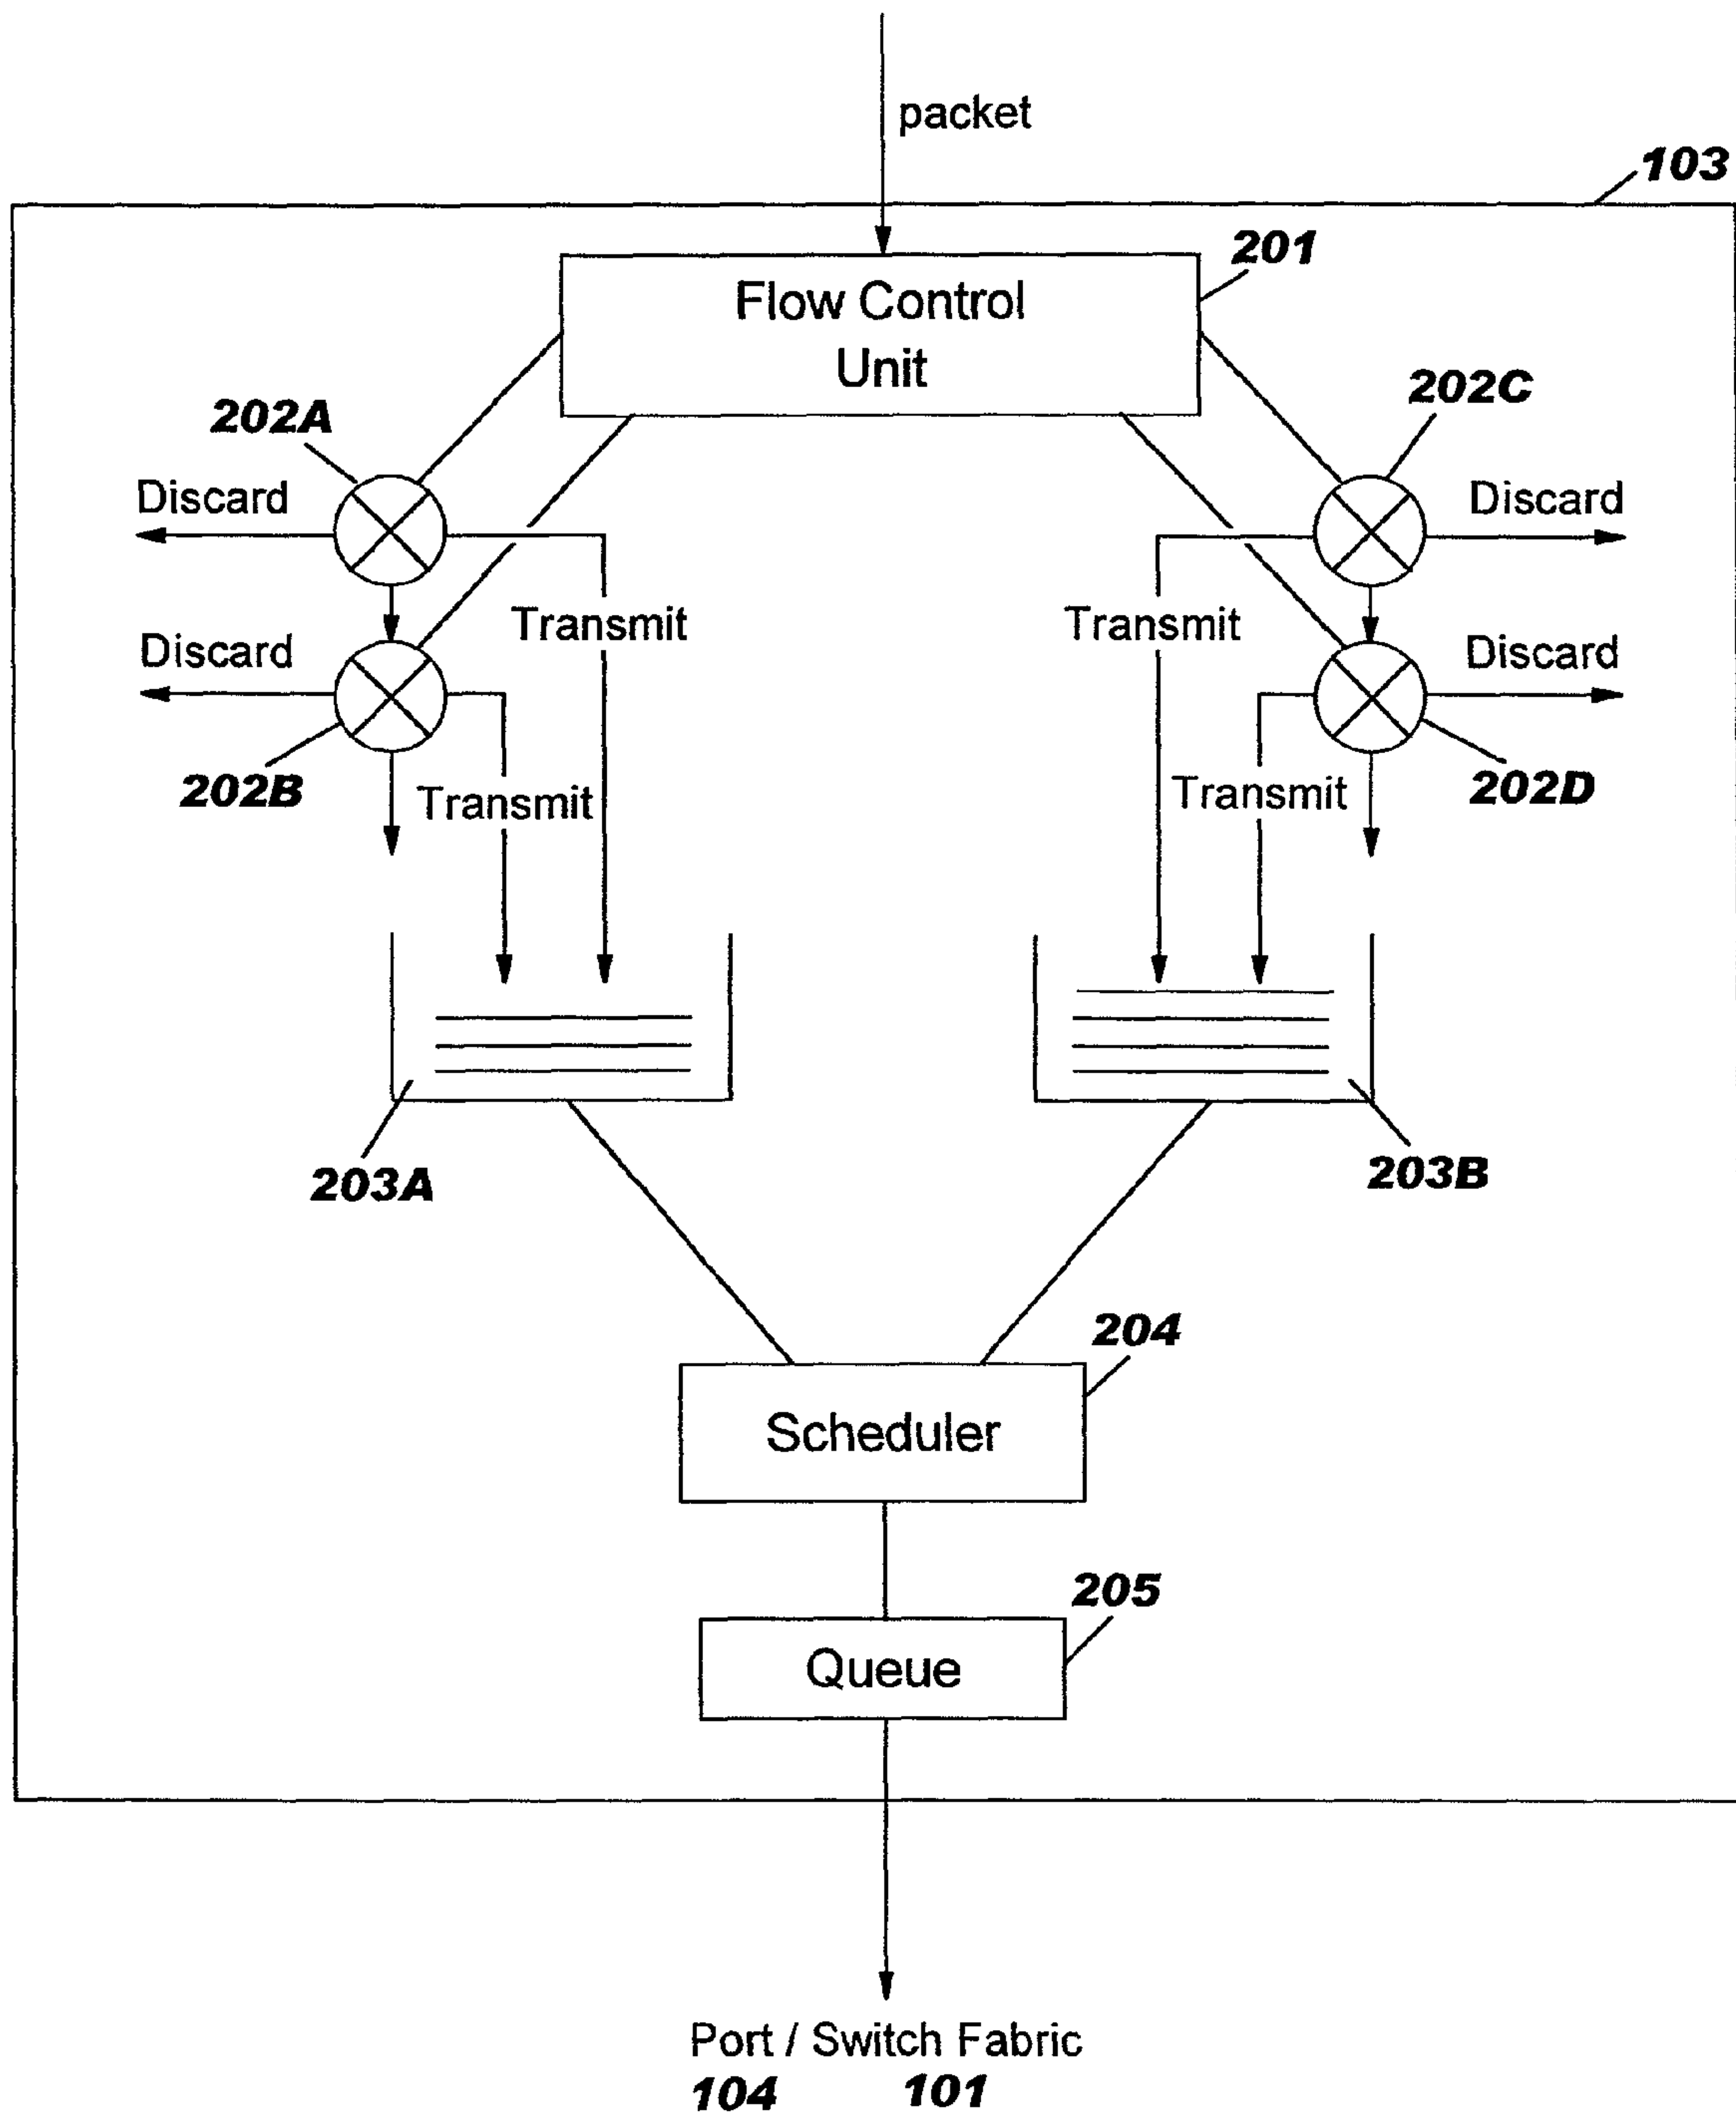 packet
103
201
Flow Control
Unit
202A
202C
Discard
Discard
Transmit
Transmit
Discard
Discard
202B
Transmit
Transmit
202D
203A
203B
204
Scheduler
205
Queue
Port / Switch Fabric
104 101